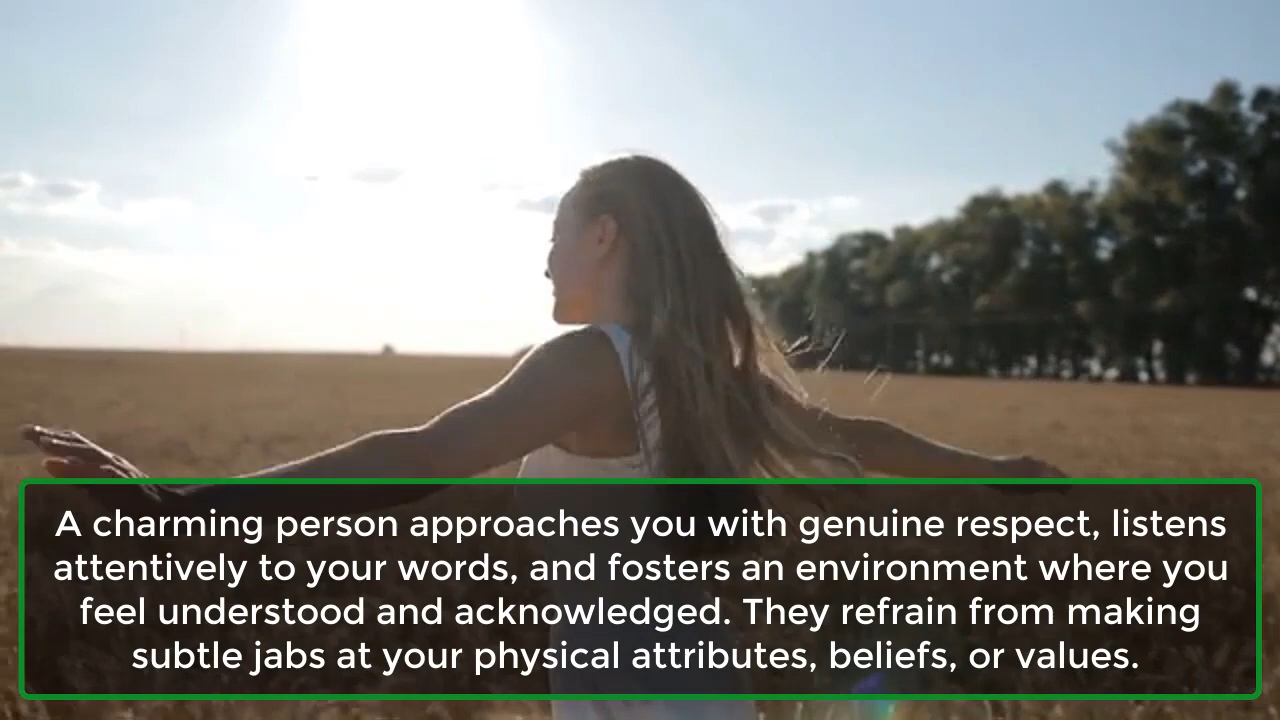 A charming person approaches you with genuine respect, listens
attentively to your words, and fosters an environment where you
feel understood and acknowledged. They refrain from making
subtle jabs at your physical attributes, beliefs, or values.